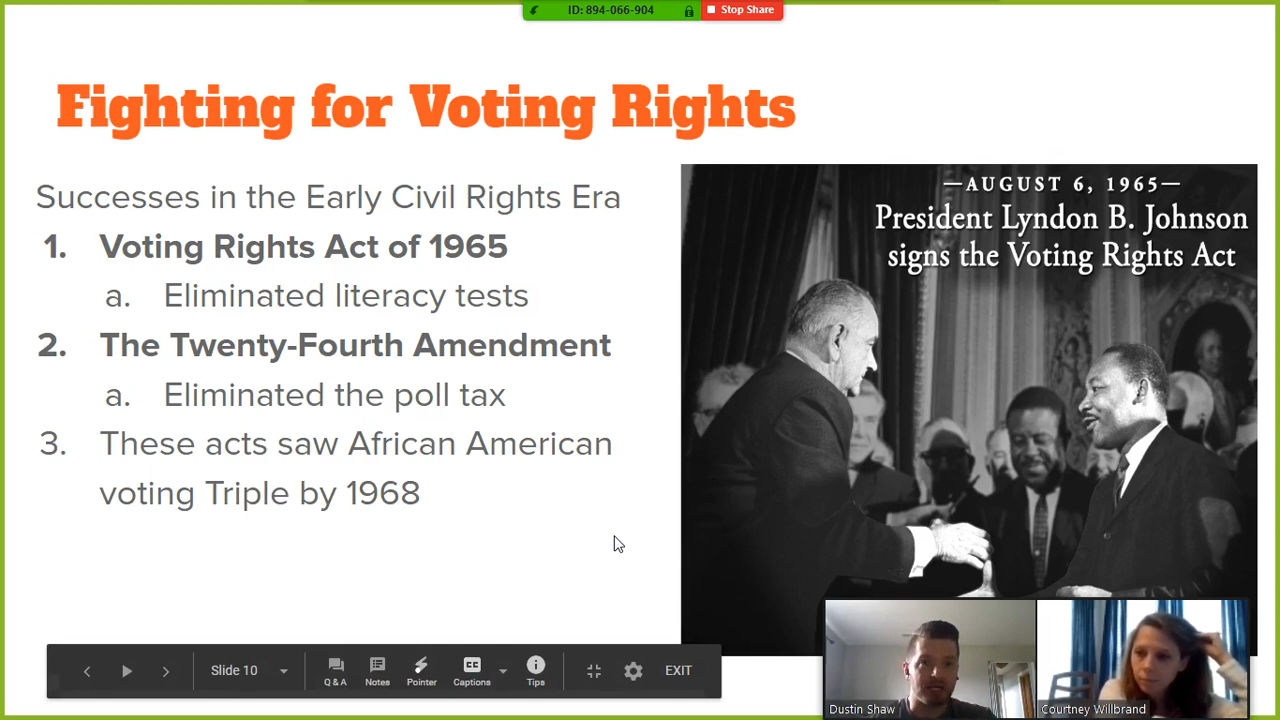 ID: 894-066-904
Stop Share
Fighting for Voting Rights
Successes in the Early Civil Rights Era
1. Voting Rights Act of 1965
a. Eliminated literacy tests
2. The Twenty-Fourth Amendment
a. Eliminated the poll tax
3. These acts saw African American
voting Triple by 1968
—AUGUST 6, 1965—
President Lyndon B. Johnson
signs the Voting Rights Act
Slide 10
Q & A
Notes
Pointer
CC
Captions
Tips
EXIT
Dustin Shaw
Courtney Willbrand